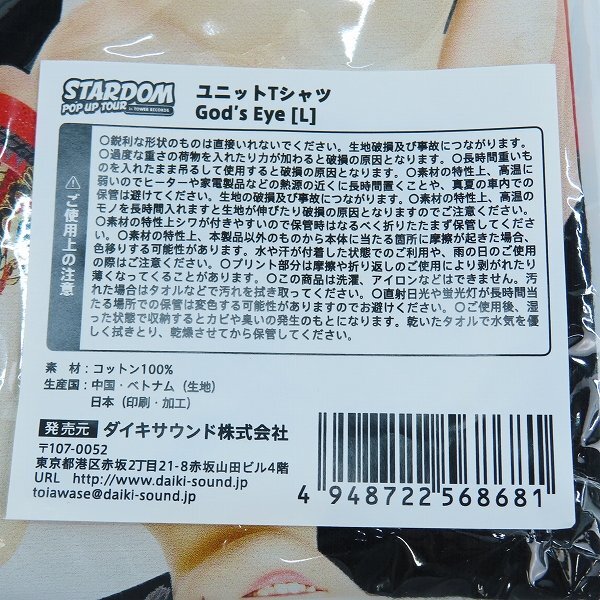 STARDOM
POP UP TOUR
in TOWER RECORDS
ユニットTシャツ
God's Eye [L]
⚠ご使用上の注意
○鋭利な形状のものは直接いれないでください。生地破損及び事故につながります。
○過度な重さの荷物を入れたり力が加わると破損の原因となります。○長時間重い
ものを入れたまま吊るして使用すると破損の原因となります。○素材の特性上、高温に
弱いのでヒーターや家電製品などの熱源の近くに長時間置くことや、真夏の車内での
保管は避けてください。生地の破損及び事故につながります。○素材の特性上、高温の
モノを長時間入れますと生地が伸びたり破損の原因となりますのでご注意ください。
○素材の特性上シワが付きやすいので保管時はなるべく折りたたまず保管してくださ
い。○素材の特性上、本製品以外のものから本体に当たる箇所に摩擦が起きた場合、
色移りする可能性があります。水や汗が付着した状態でのご利用や、雨の日のご使用
の際はご注意ください。○プリント部分は摩擦や折り返しのご使用により剥がれたり
薄くなってくることがあります。○この商品は洗濯、アイロンなどはできません。汚
れた場合はタオルなどで汚れを拭き取ってください。○直射日光や蛍光灯が長時間当
たる場所での保管は変色する可能性がありますのでお避けください。○ご使用後、湿
った状態で収納するとカビや臭いの発生のもとになります。乾いたタオルで水気を優
しく拭きとり、乾燥させてから保管してください。
素 材：コットン100%
生産国：中国・ベトナム（生地）
日本（印刷・加工）
発売元 ダイキサウンド株式会社
〒107-0052
東京都港区赤坂2丁目21-8赤坂山田ビル4階
URL http://www.daiki-sound.jp
toiawase@daiki-sound.jp
4 948722 568681